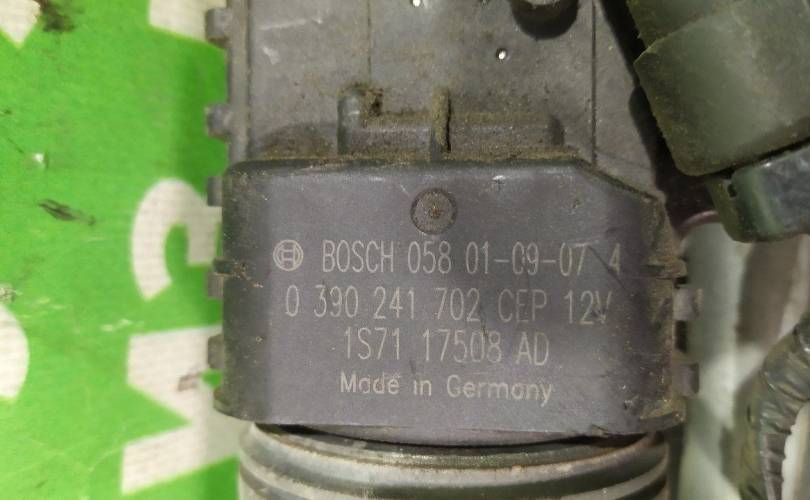 BOSCH 058 01-09-07 4
0 390 241 702 CEP 12V
1S71 17508 AD
Made in Germany